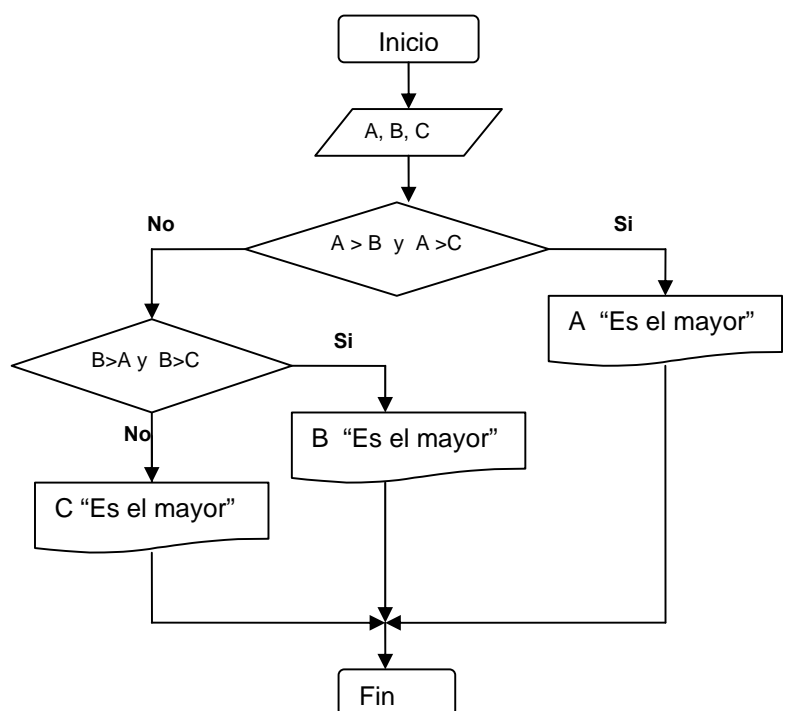 Inicio
A, B, C
A > B y A >C
No
Si
A “Es el mayor”
B>A y B>C
Si
No
B “Es el mayor”
C “Es el mayor”
Fin